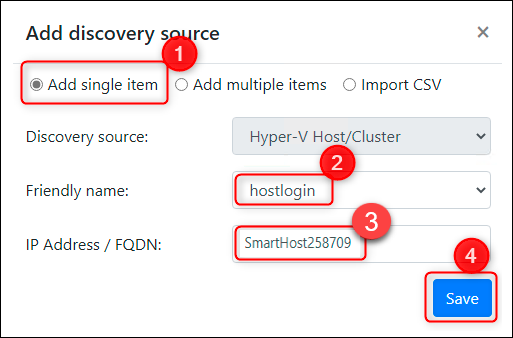 Add discovery source ×
1
Add single item Add multiple items Import CSV
Discovery source: Hyper-V Host/Cluster
2
Friendly name: hostlogin
3
IP Address / FQDN: SmartHost258709
4
Save